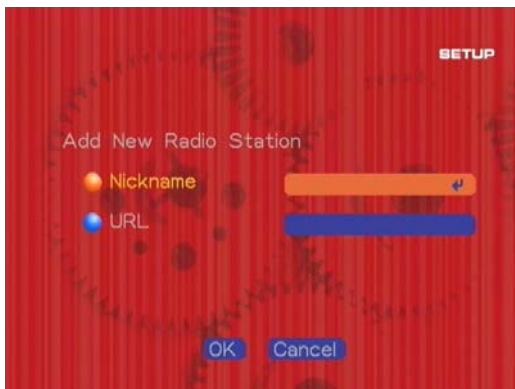 SETUP
Add New Radio Station
Nickname
URL
OK Cancel